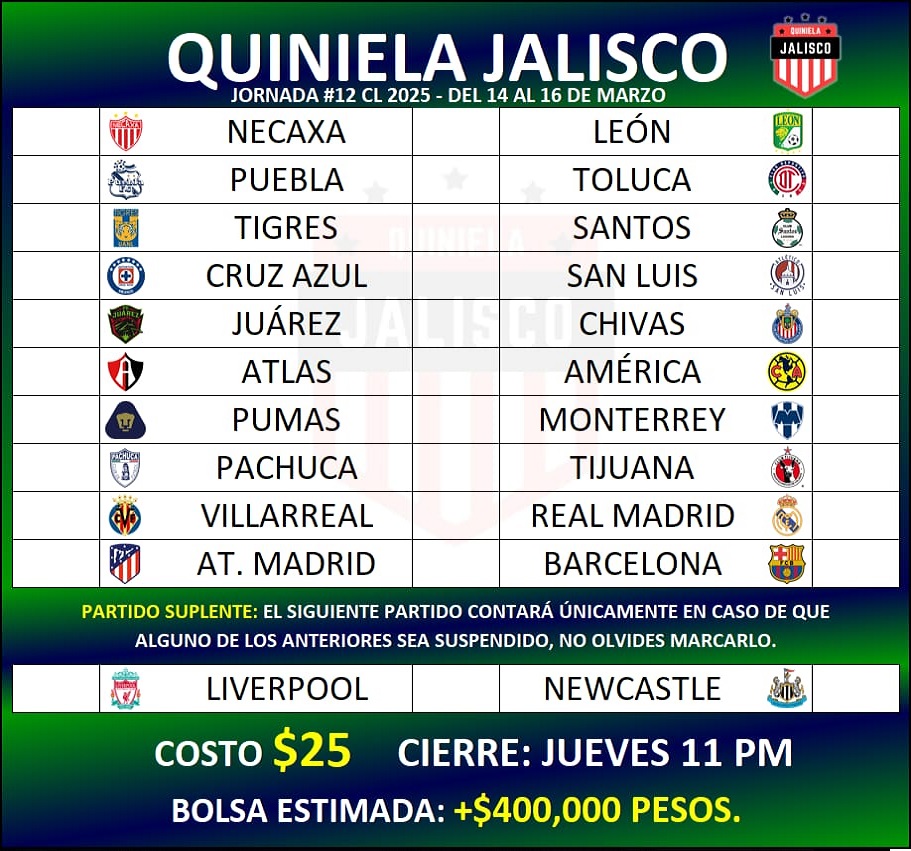 QUINIELA JALISCO
QUINIELA
JALISCO
JORNADA #12 CL 2025 - DEL 14 AL 16 DE MARZO
NECAXA LEÓN
PUEBLA TOLUCA
TIGRES SANTOS
CRUZ AZUL SAN LUIS
JUÁREZ CHIVAS
ATLAS AMÉRICA
PUMAS MONTERREY
PACHUCA TIJUANA
VILLARREAL REAL MADRID
AT. MADRID BARCELONA
QUINIELA
JALISCO
PARTIDO SUPLENTE: EL SIGUIENTE PARTIDO CONTARÁ ÚNICAMENTE EN CASO DE QUE
ALGUNO DE LOS ANTERIORES SEA SUSPENDIDO, NO OLVIDES MARCARLO.
LIVERPOOL NEWCASTLE
COSTO $25 CIERRE: JUEVES 11 PM
BOLSA ESTIMADA: +$400,000 PESOS.